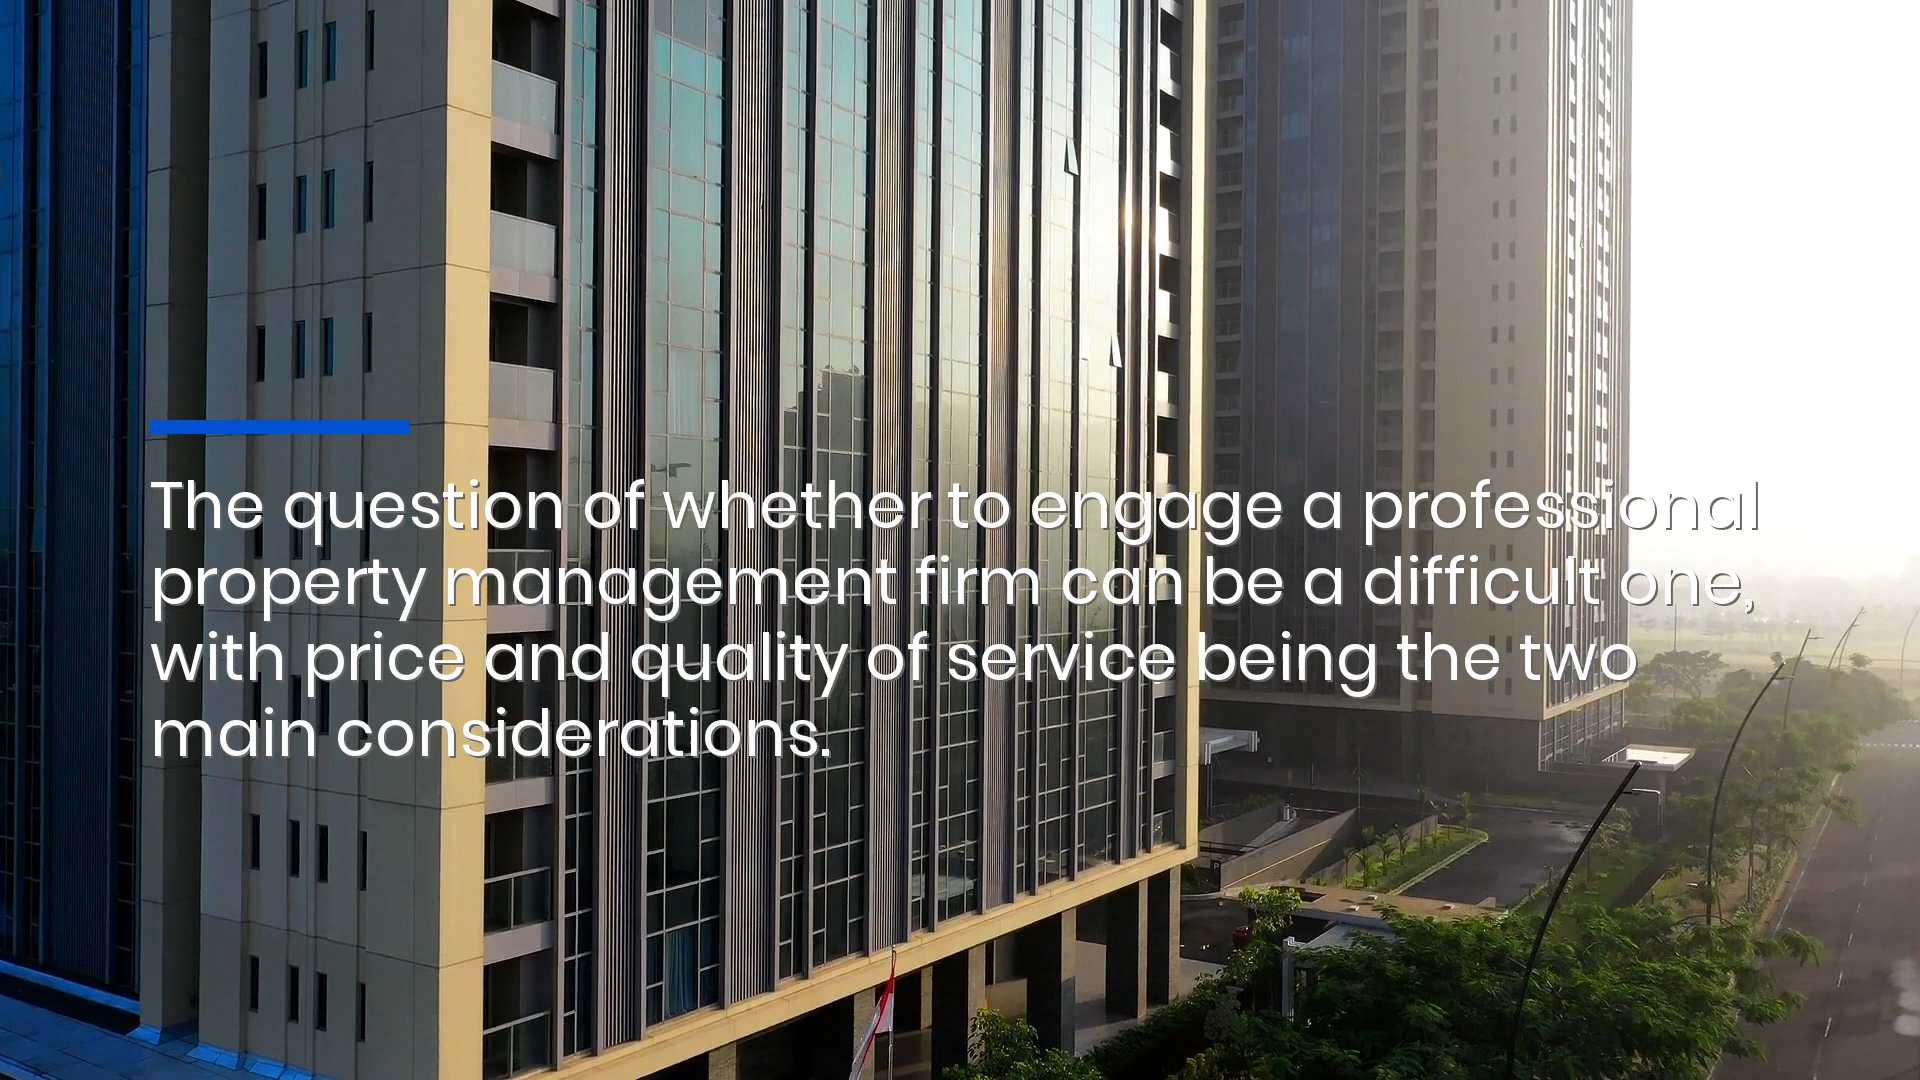 The question of whether to engage a professional
property management firm can be a difficult one,
with price and quality of service being the two
main considerations.